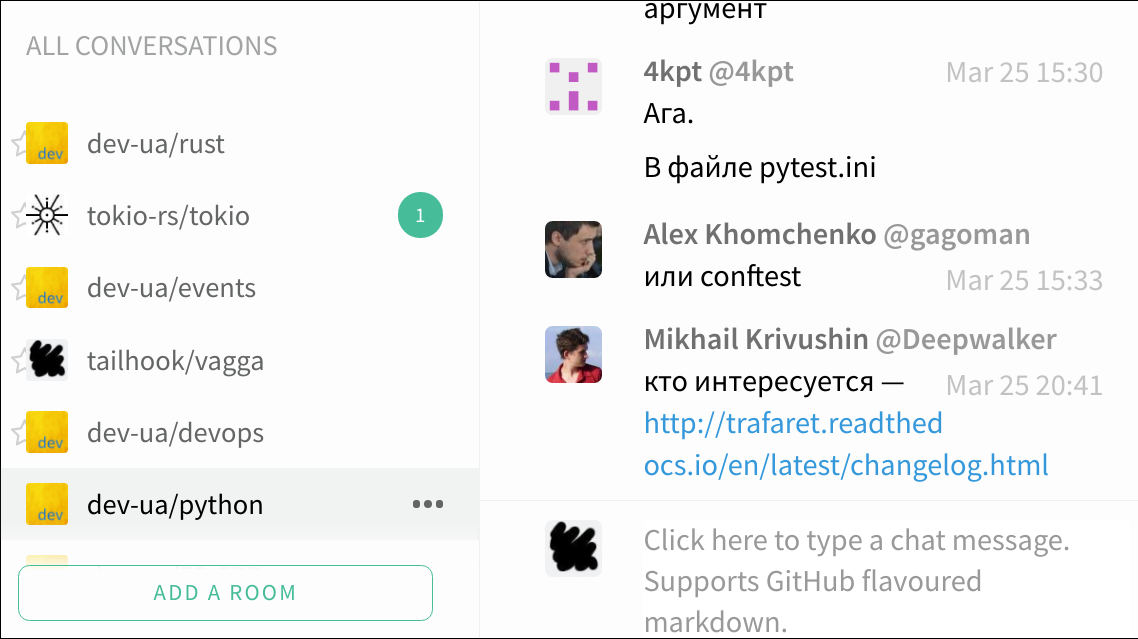 ALL CONVERSATIONS
dev dev-ua/rust
tokio-rs/tokio 1
dev dev-ua/events
tailhook/vagga
dev dev-ua/devops
dev dev-ua/python
ADD A ROOM
аргумент
4kpt @4kpt Mar 25 15:30
Ага.
В файле pytest.ini
Alex Khomchenko @gagoman
или conftest Mar 25 15:33
Mikhail Krivushin @Deepwalker
кто интересуется — Mar 25 20:41
http://trafaret.readthed
ocs.io/en/latest/changelog.html
Click here to type a chat message.
Supports GitHub flavoured
markdown.